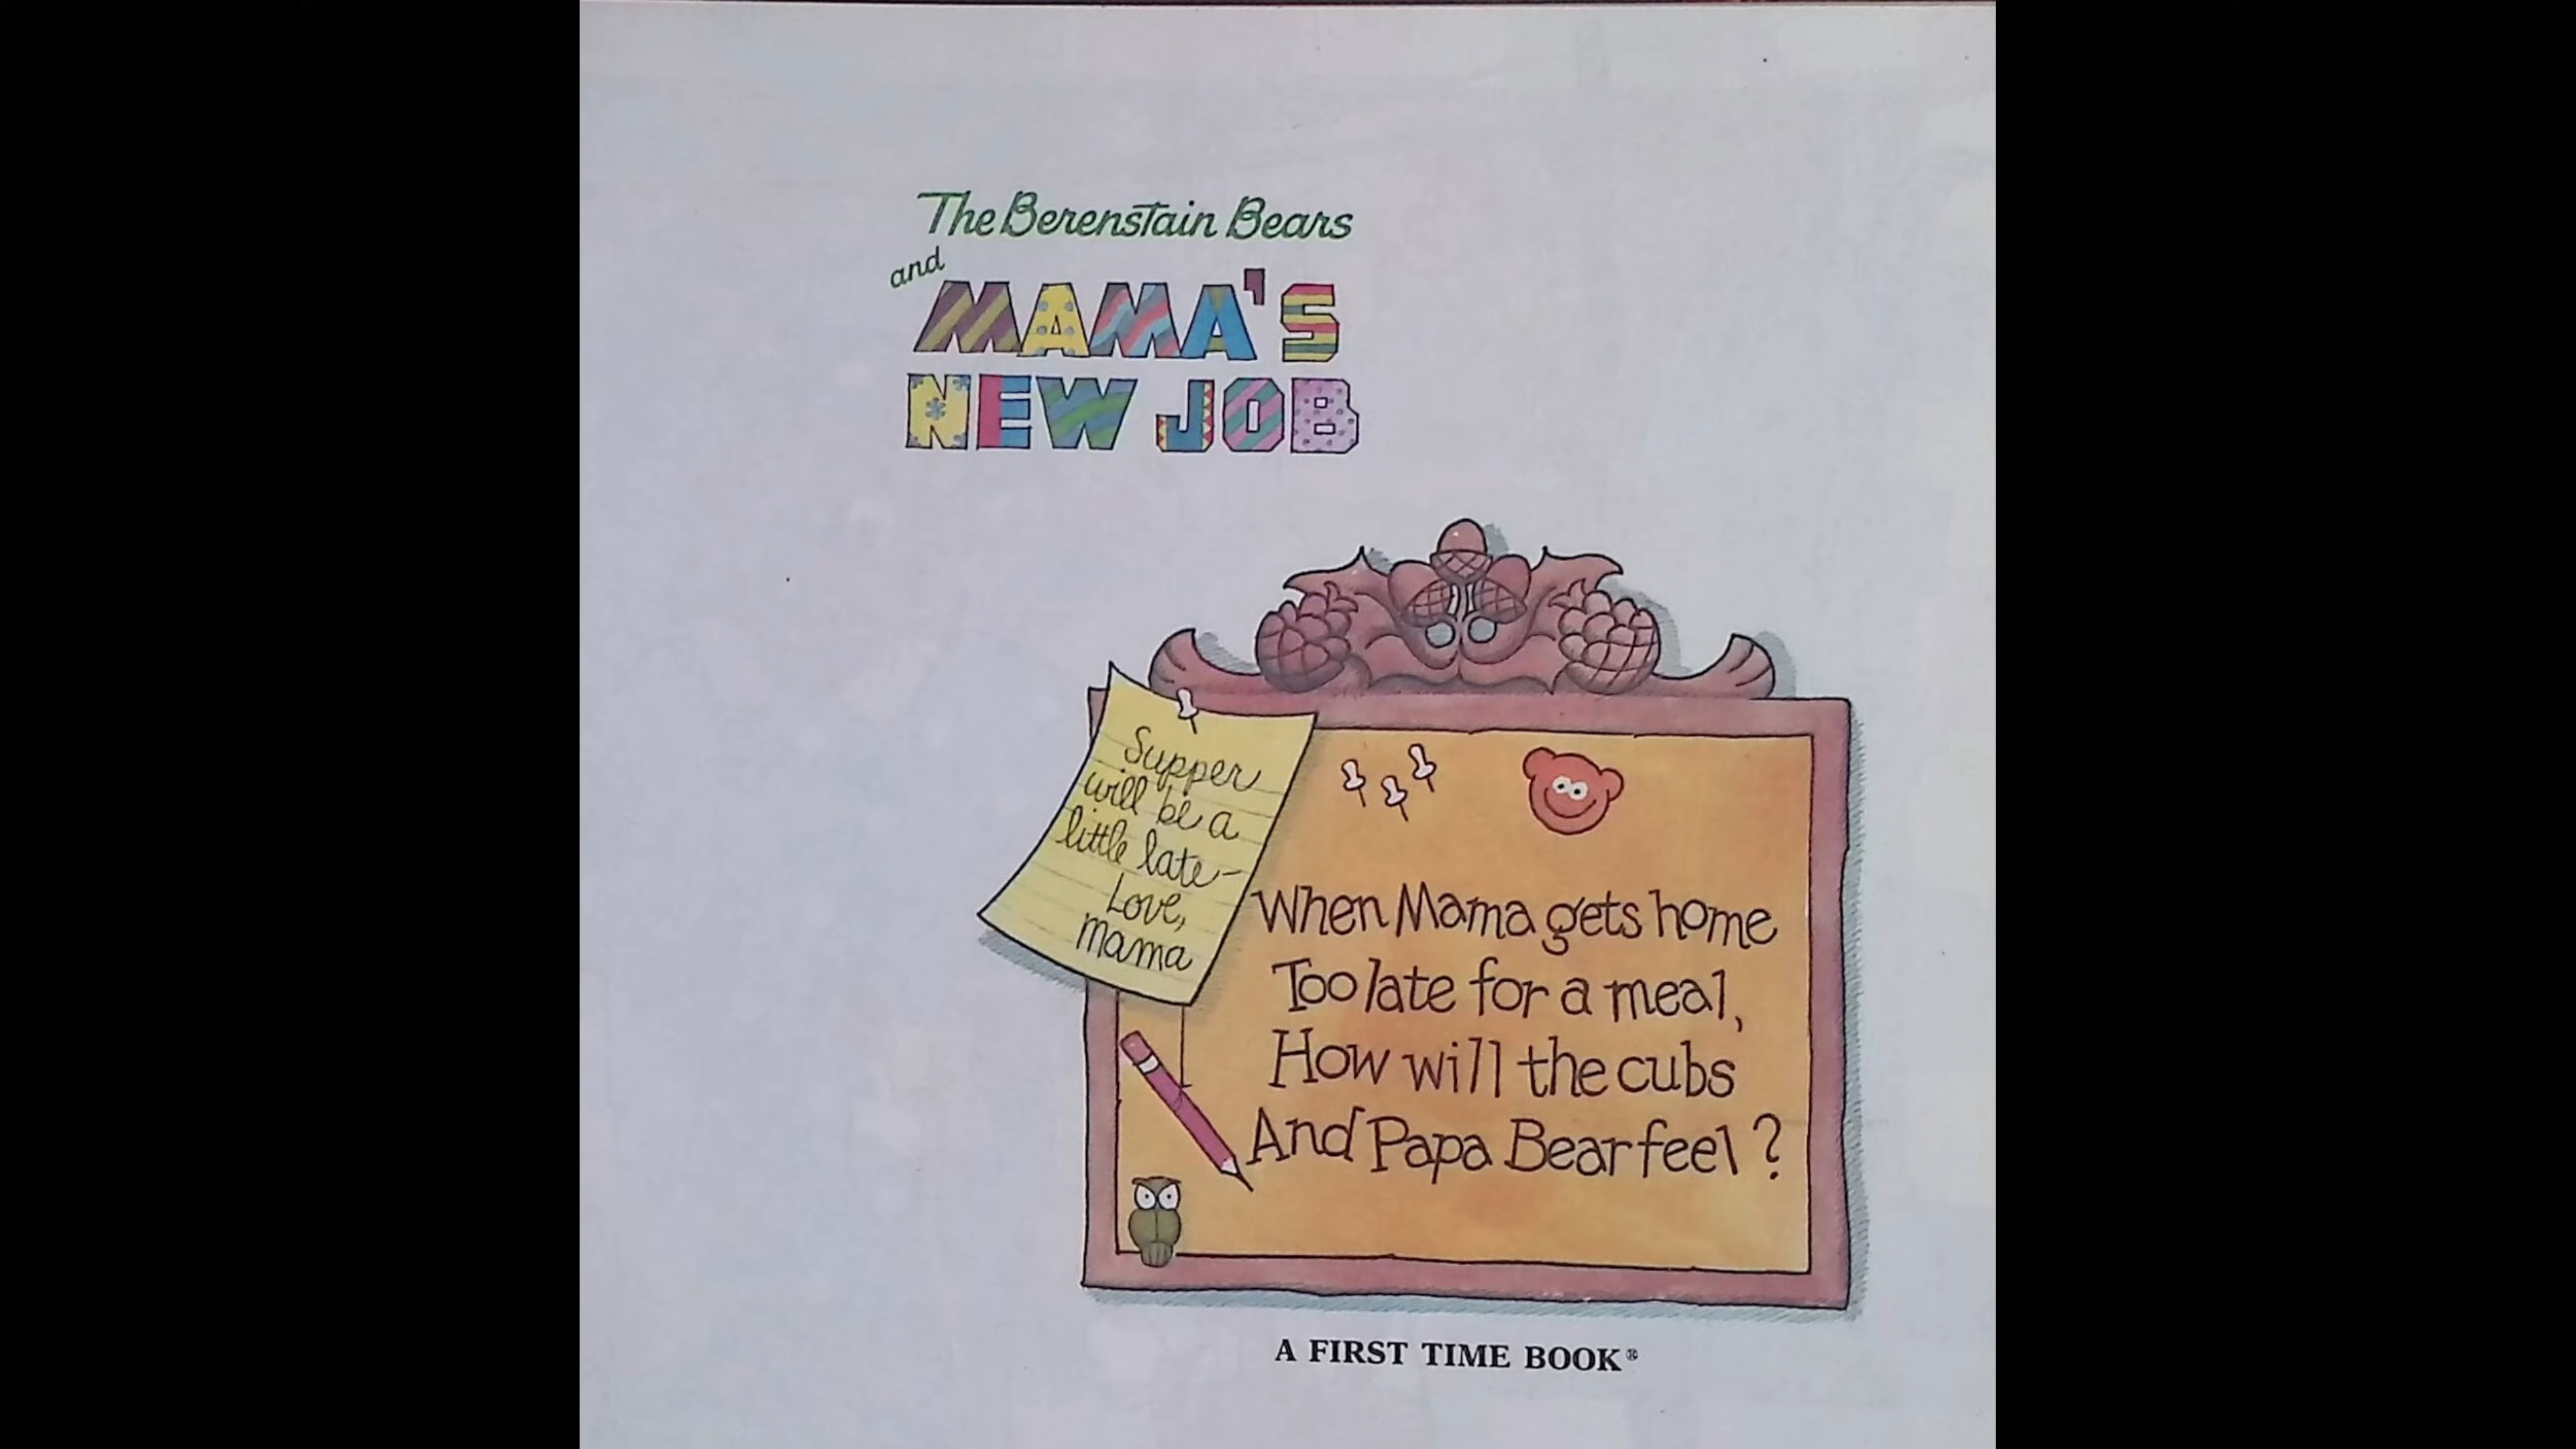 The Berenstain Bears
and
MAMA'S
NEW JOB
Supper
will be a
little late-
Love,
mama
When Mama gets home
Too late for a meal,
How will the cubs
And Papa Bear feel?
A FIRST TIME BOOK®